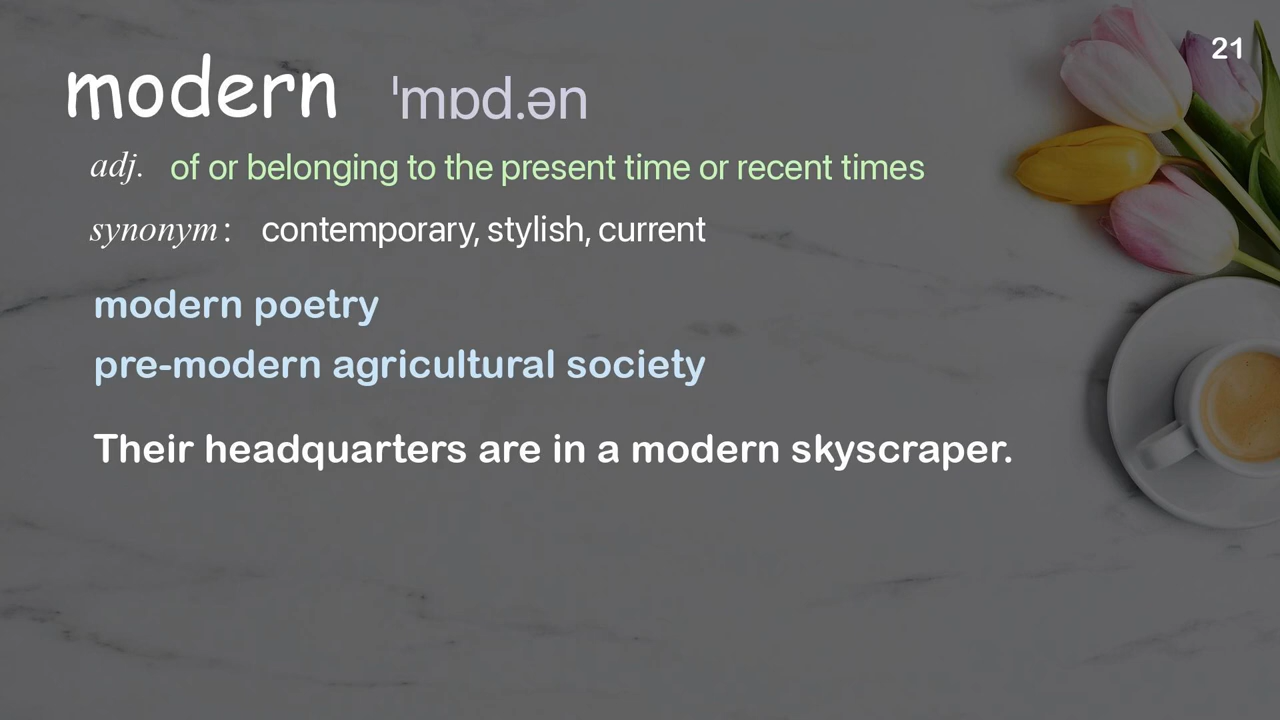 21
modern ˈmɒd.ən
adj. of or belonging to the present time or recent times
synonym : contemporary, stylish, current
modern poetry
pre-modern agricultural society
Their headquarters are in a modern skyscraper.